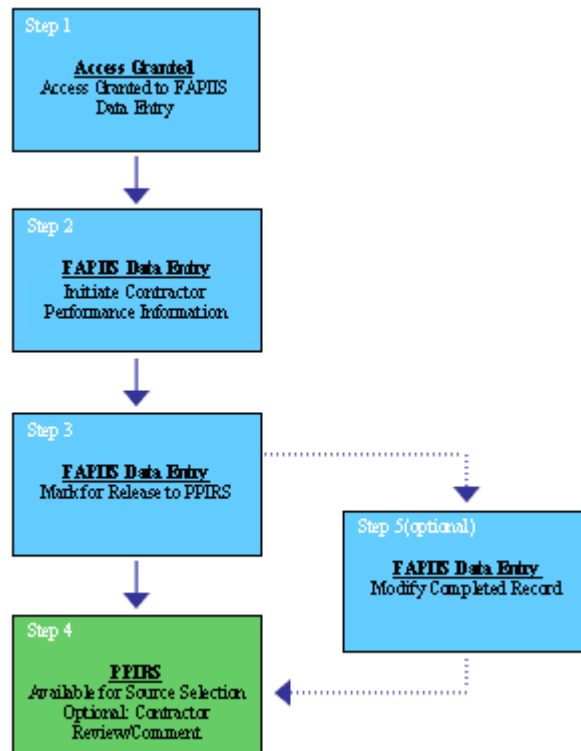 Step 1
Access Granted
Access Granted to FAPIIS
Data Entry
Step 2
FAPIIS Data Entry
Initiate Contractor
Performance Information
Step 3
FAPIIS Data Entry
Mark for Release to PPIRS
Step 5(optional)
FAPIIS Data Entry
Modify Completed Record
Step 4
PPIRS
Available for Source Selection
Optional: Contractor
Review/Comment